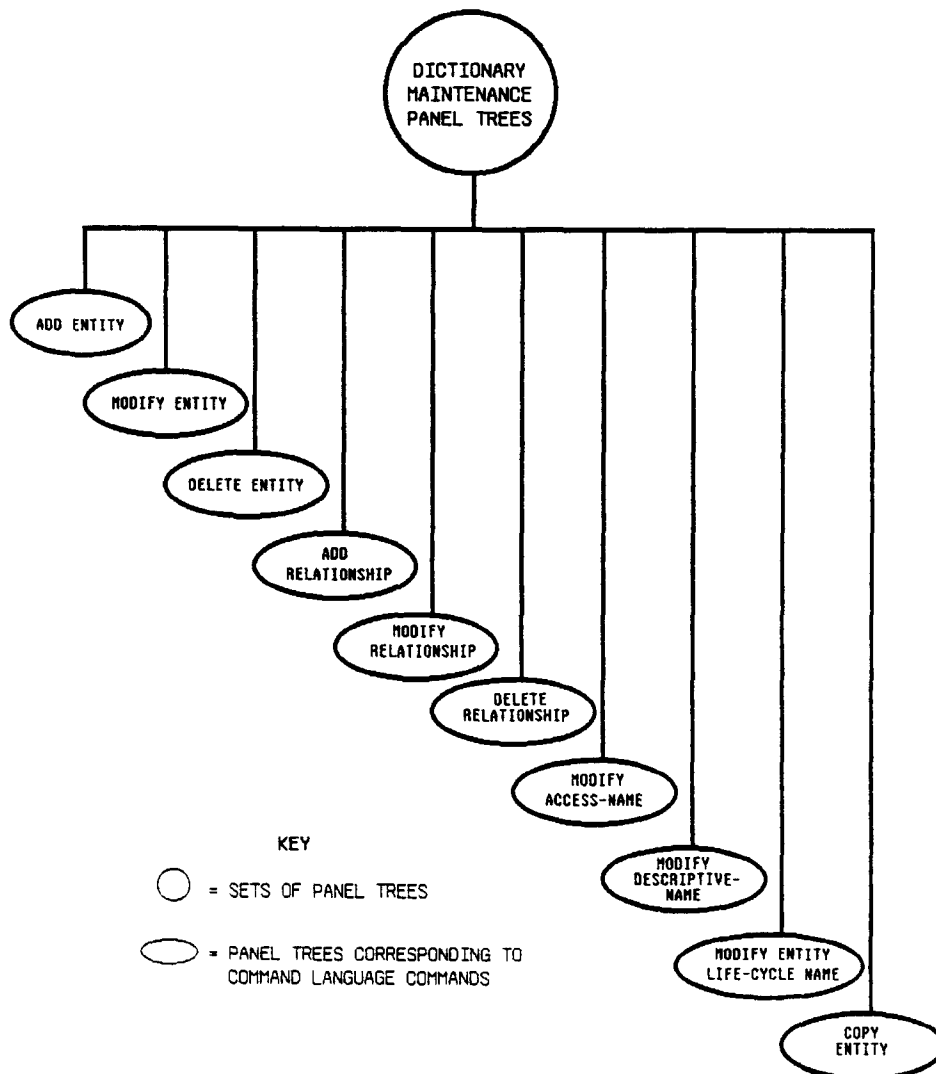 DICTIONARY
MAINTENANCE
PANEL TREES
ADD ENTITY
MODIFY ENTITY
DELETE ENTITY
ADD
RELATIONSHIP
MODIFY
RELATIONSHIP
DELETE
RELATIONSHIP
MODIFY
ACCESS-NAME
MODIFY
DESCRIPTIVE-
NAME
MODIFY ENTITY
LIFE-CYCLE NAME
COPY
ENTITY
KEY
= SETS OF PANEL TREES
= PANEL TREES CORRESPONDING TO
COMMAND LANGUAGE COMMANDS